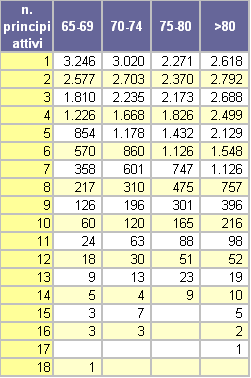 n. principi attivi 65-69 70-74 75-80 >80
1 3.246 3.020 2.271 2.618
2 2.577 2.703 2.370 2.792
3 1.810 2.235 2.173 2.688
4 1.226 1.668 1.826 2.499
5 854 1.178 1.432 2.129
6 570 860 1.126 1.548
7 358 601 747 1.126
8 217 310 475 757
9 126 196 301 396
10 60 120 165 216
11 24 63 88 98
12 18 30 51 52
13 9 13 23 19
14 5 4 9 10
15 3 7 5
16 3 3 2
17 1
18 1